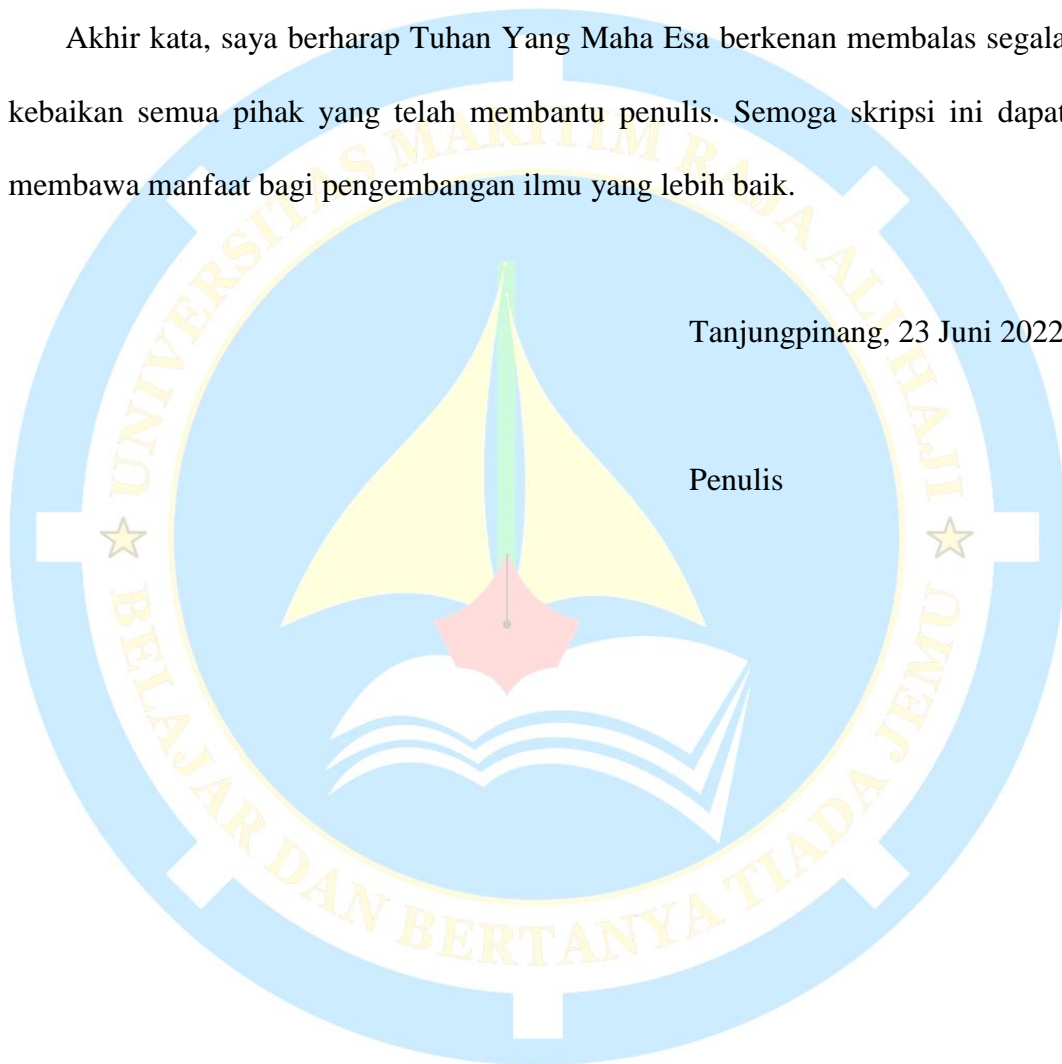 Akhir kata, saya berharap Tuhan Yang Maha Esa berkenan membalas segala
kebaikan semua pihak yang telah membantu penulis. Semoga skripsi ini dapat
membawa manfaat bagi pengembangan ilmu yang lebih baik.
Tanjungpinang, 23 Juni 2022
Penulis
UNIVERSITAS MARITIM RAJA ALI HAJI
BELAJAR DAN BERTANYA TIADA JEMU